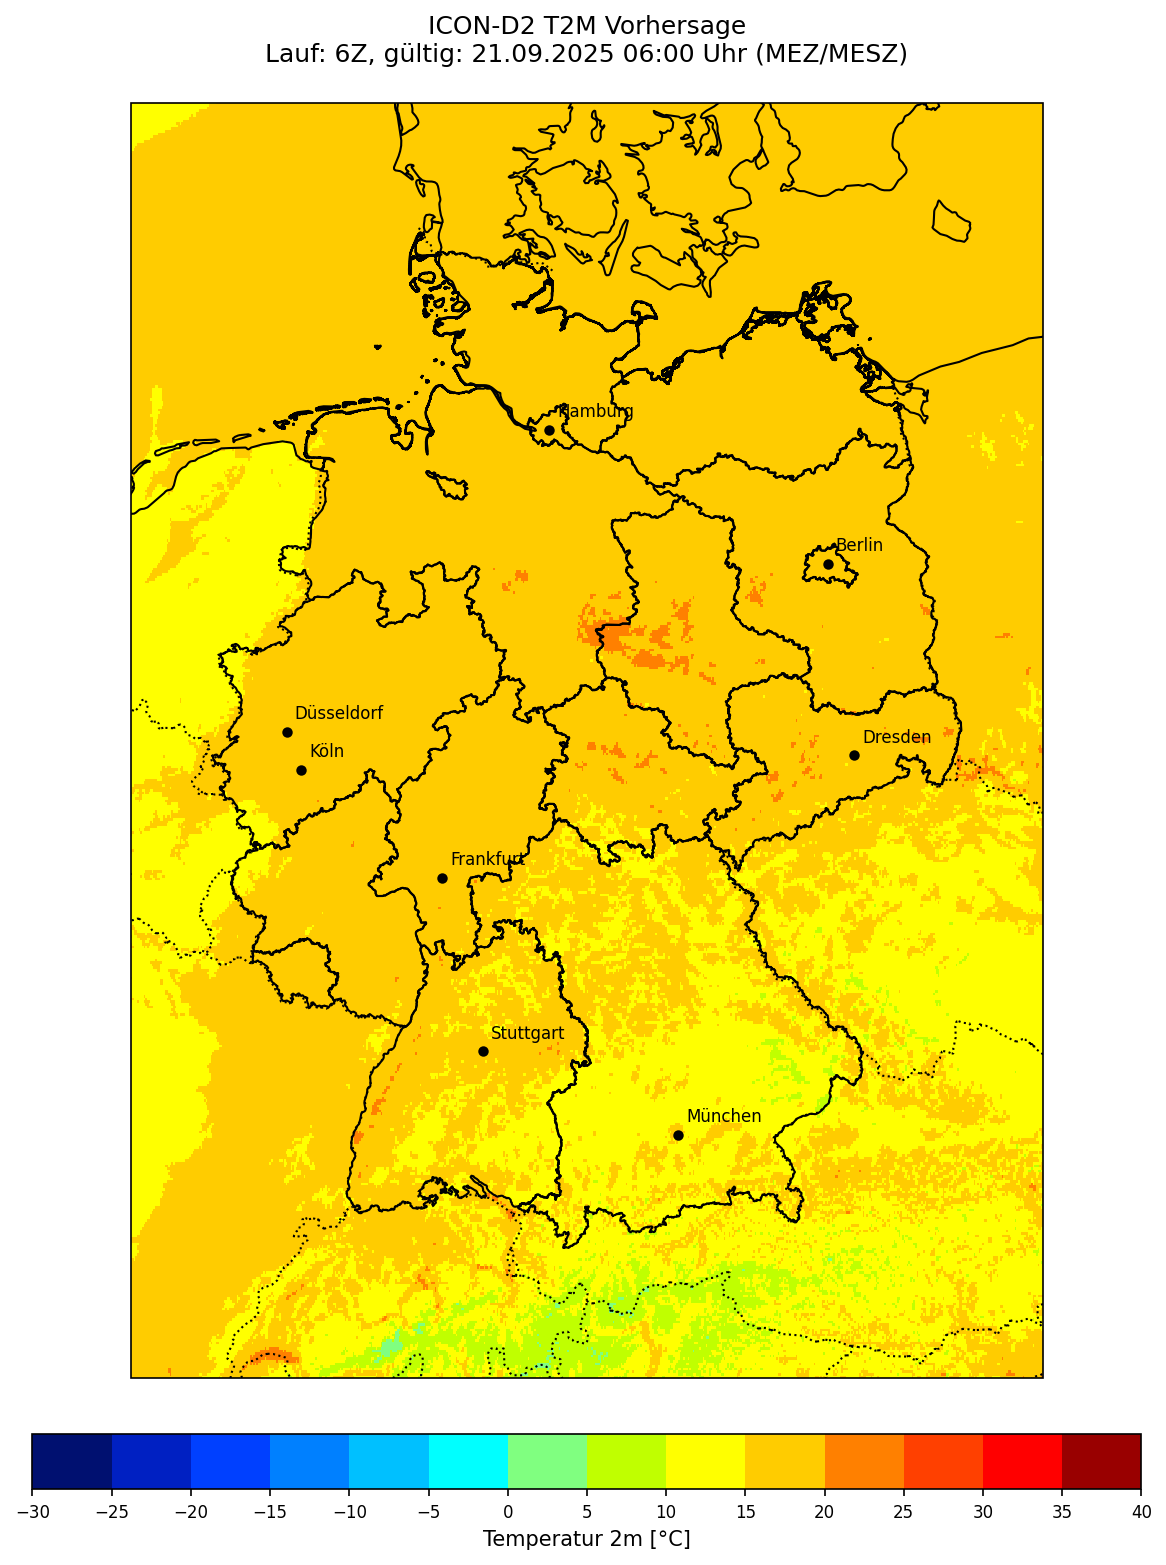 ICON-D2 T2M Vorhersage
Lauf: 6Z, gültig: 21.09.2025 06:00 Uhr (MEZ/MESZ)
Hamburg
Berlin
Düsseldorf
Köln
Dresden
Frankfurt
Stuttgart
München
−30 −25 −20 −15 −10 −5 0 5 10 15 20 25 30 35 40
Temperatur 2m [°C]